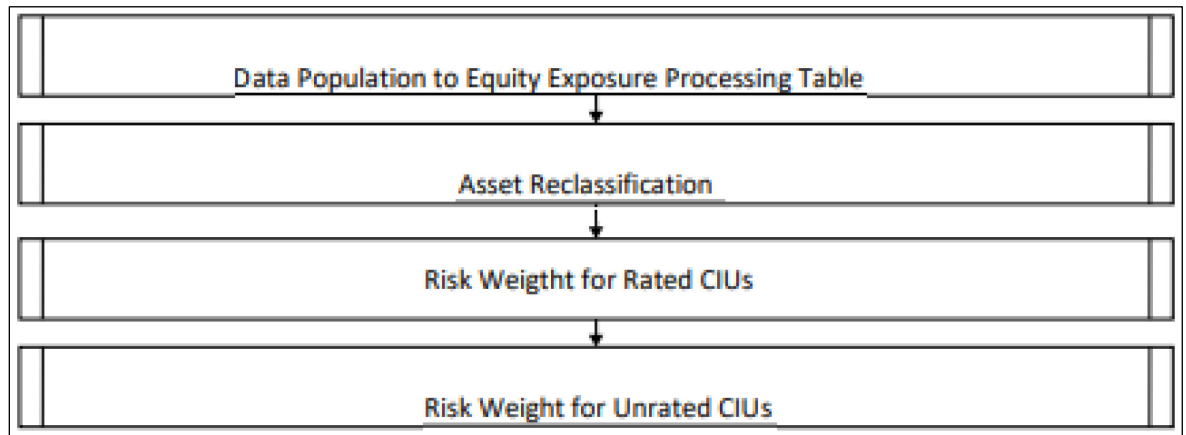 Data Population to Equity Exposure Processing Table
Asset Reclassification
Risk Weigtht for Rated CIUs
Risk Weight for Unrated CIUs